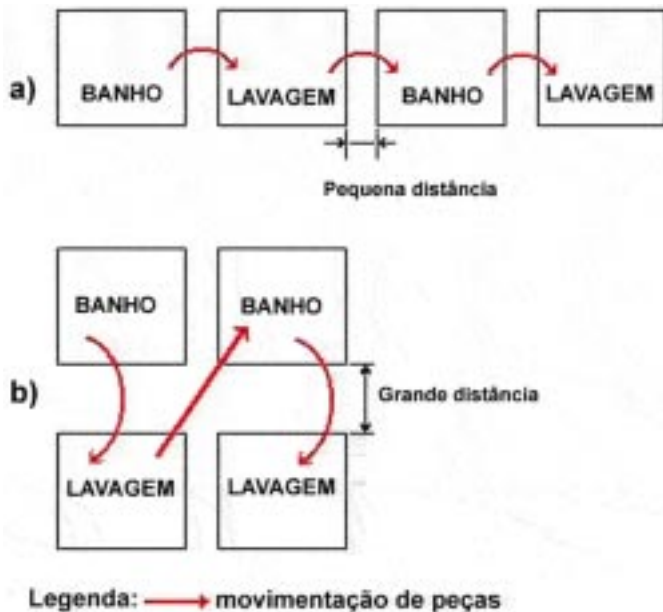 a)
BANHO LAVAGEM BANHO LAVAGEM
Pequena distância
BANHO BANHO
b)
Grande distância
LAVAGEM LAVAGEM
Legenda: movimentação de peças